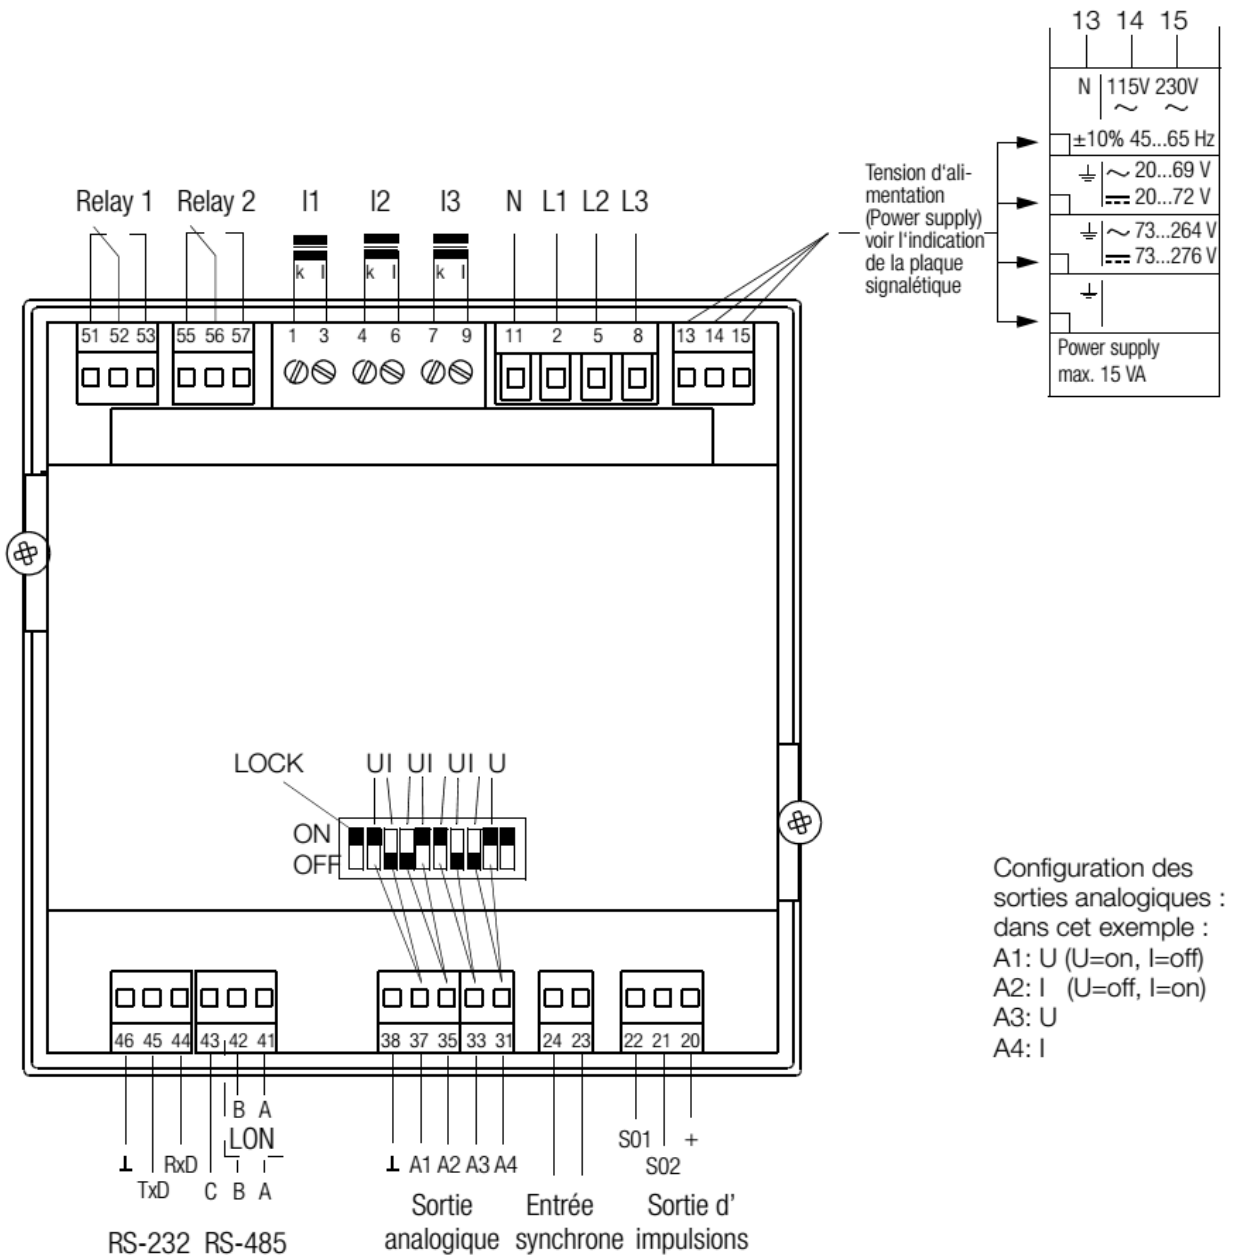 13 14 15
N 115V 230V
~ ~
±10% 45...65 Hz
~ 20...69 V
20...72 V
~ 73...264 V
73...276 V
Power supply
max. 15 VA
Tension d'ali-
mentation
(Power supply)
voir l'indication
de la plaque
signalétique
Relay 1 Relay 2 I1 I2 I3 N L1 L2 L3
k l k l k l
51 52 53 55 56 57 1 3 4 6 7 9 11 2 5 8 13 14 15
LOCK UI UI UI U
ON
OFF
Configuration des
sorties analogiques :
dans cet exemple :
A1: U (U=on, I=off)
A2: I (U=off, I=on)
A3: U
A4: I
46 45 44 43 42 41 38 37 35 33 31 24 23 22 21 20
B A
LON
S01 +
S02
RxD
TxD
C B A
A1 A2 A3 A4
RS-232 RS-485
Sortie
analogique
Entrée
synchrone
Sortie d'
impulsions